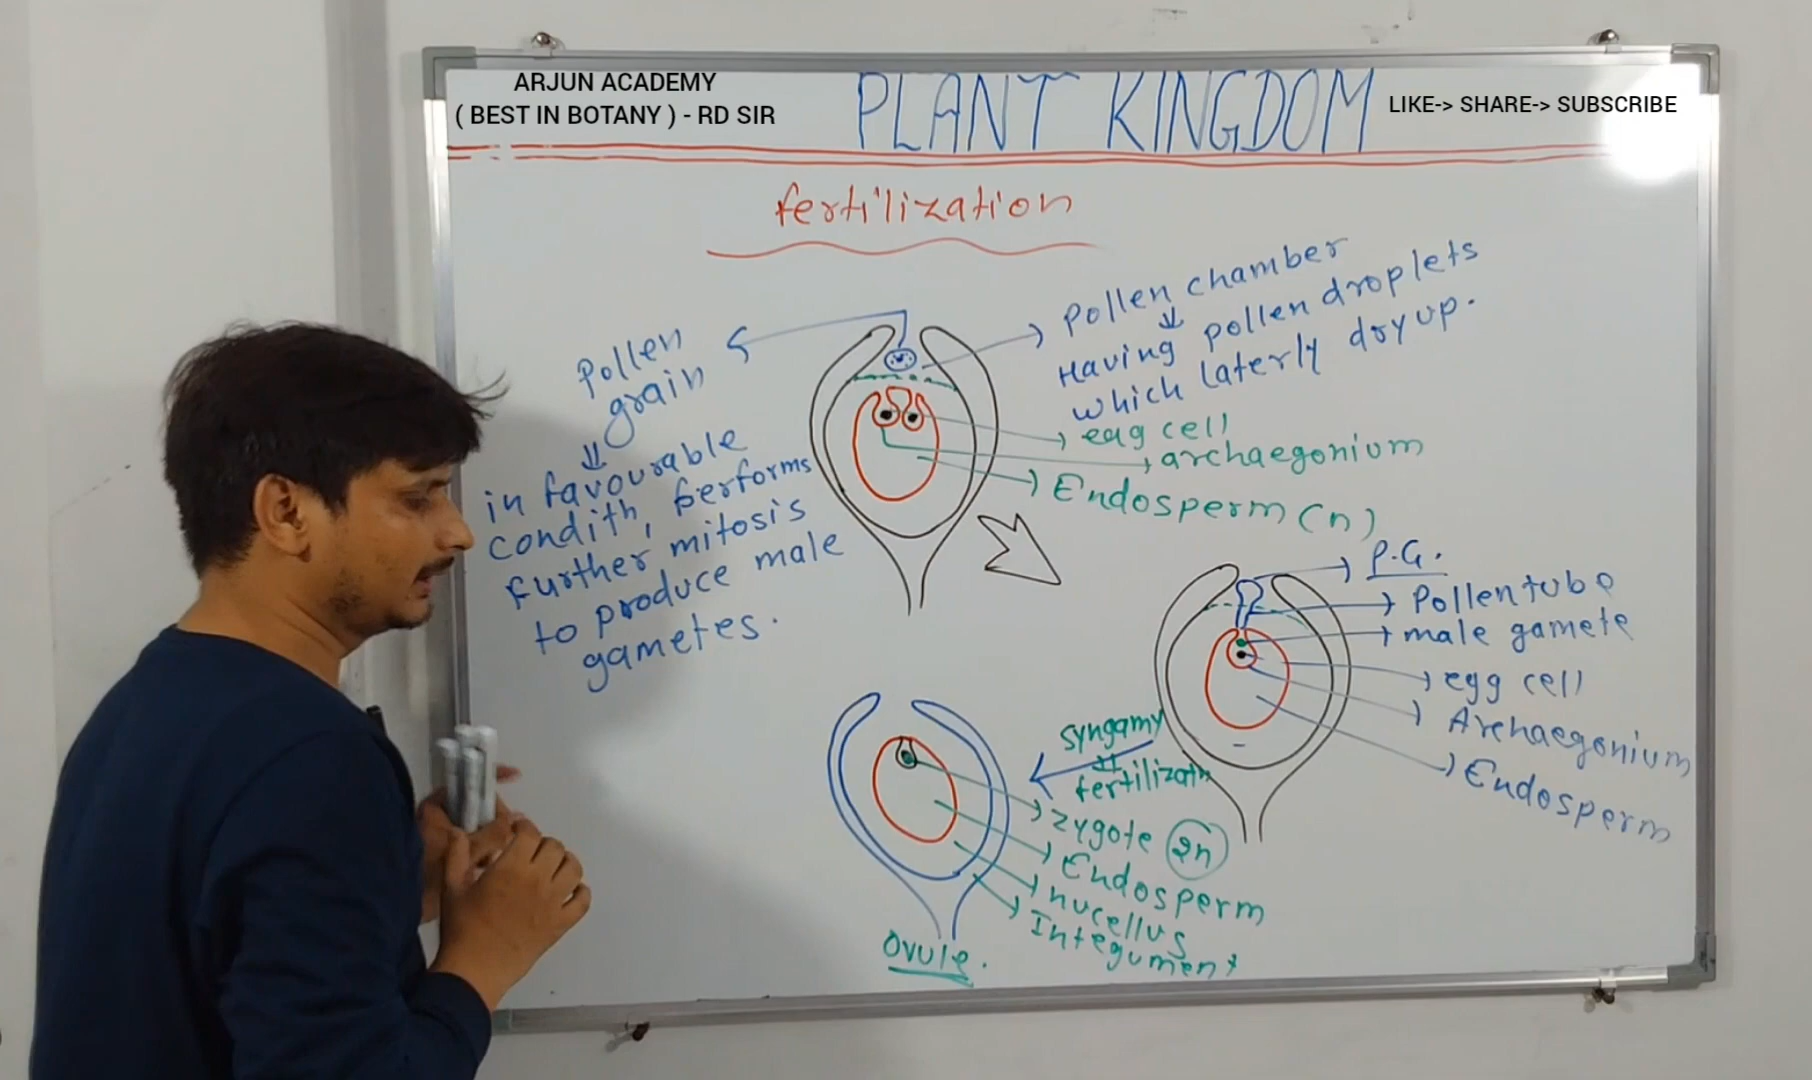 ARJUN ACADEMY
( BEST IN BOTANY ) - RD SIR
PLANT KINGDOM
LIKE-> SHARE-> SUBSCRIBE
fertilization
Pollen
grain
⇓
in favourable
condith, performs
further mitosis
to produce male
gametes.
→ Pollen chamber
⇓
Having pollen droplets
which laterly dry up.
→ egg cell
→ archaegonium
→ Endosperm (n)
→ P.G.
→ Pollen tube
→ male gamete
→ egg cell
→ Archaegonium
→ Endosperm
Syngamy
fertilizatn
→ zygote 2n
→ Endosperm
→ nucellus
→ Integument
Ovule.